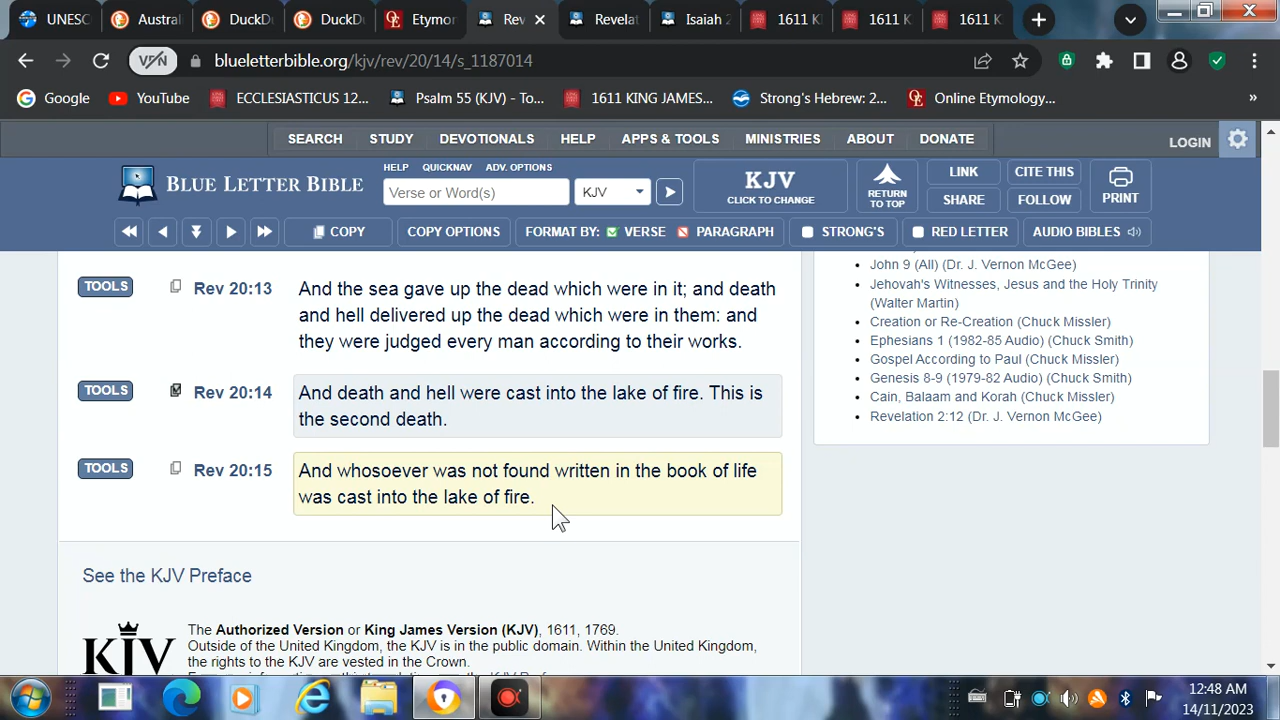 UNESC
Austral
DuckD
DuckD
Etymor
Rev
Revelat
Isaiah 2
1611 KI
1611 K
1611 KI
VPN
blueletterbible.org/kjv/rev/20/14/s_1187014
Google
YouTube
ECCLESIASTICUS 12...
Psalm 55 (KJV) - To...
1611 KING JAMES...
Strong's Hebrew: 2...
Online Etymology...
»
SEARCH STUDY DEVOTIONALS HELP APPS & TOOLS MINISTRIES ABOUT DONATE
LOGIN
BLUE LETTER BIBLE
HELP QUICKNAV ADV. OPTIONS
Verse or Word(s)
KJV
KJV
CLICK TO CHANGE
RETURN
TO TOP
LINK
CITE THIS
SHARE
FOLLOW
PRINT
COPY
COPY OPTIONS
FORMAT BY: VERSE PARAGRAPH
STRONG'S
RED LETTER
AUDIO BIBLES
TOOLS
Rev 20:13
And the sea gave up the dead which were in it; and death
and hell delivered up the dead which were in them: and
they were judged every man according to their works.
TOOLS
Rev 20:14
And death and hell were cast into the lake of fire. This is
the second death.
TOOLS
Rev 20:15
And whosoever was not found written in the book of life
was cast into the lake of fire.
John 9 (All) (Dr. J. Vernon McGee)
Jehovah's Witnesses, Jesus and the Holy Trinity
(Walter Martin)
Creation or Re-Creation (Chuck Missler)
Ephesians 1 (1982-85 Audio) (Chuck Smith)
Gospel According to Paul (Chuck Missler)
Genesis 8-9 (1979-82 Audio) (Chuck Smith)
Cain, Balaam and Korah (Chuck Missler)
Revelation 2:12 (Dr. J. Vernon McGee)
See the KJV Preface
KJV
The Authorized Version or King James Version (KJV), 1611, 1769.
Outside of the United Kingdom, the KJV is in the public domain. Within the United Kingdom,
the rights to the KJV are vested in the Crown.
12:48 AM
14/11/2023